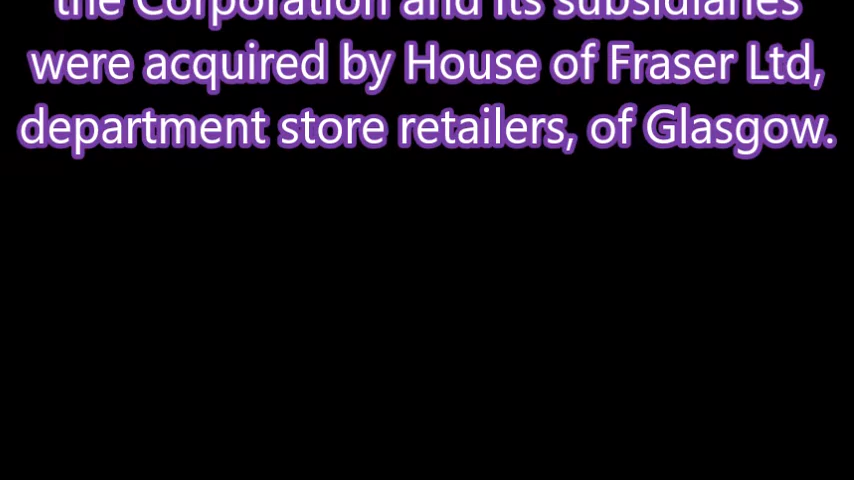 the Corporation and its subsidiaries
were acquired by House of Fraser Ltd,
department store retailers, of Glasgow.